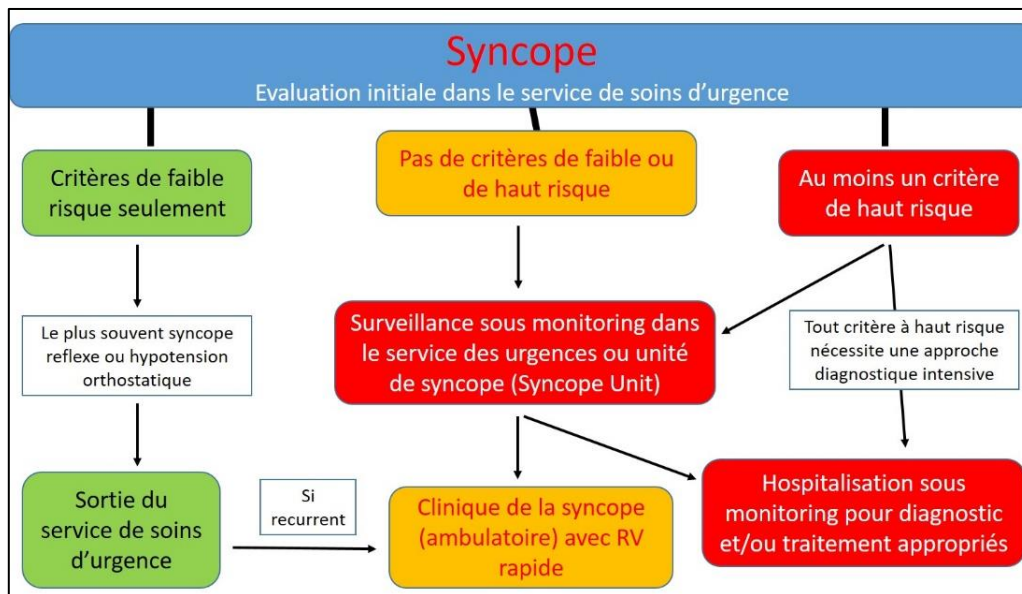 Syncope
Evaluation initiale dans le service de soins d’urgence
Critères de faible
risque seulement
Pas de critères de faible ou
de haut risque
Au moins un critère
de haut risque
Le plus souvent syncope
reflexe ou hypotension
orthostatique
Surveillance sous monitoring dans
le service des urgences ou unité
de syncope (Syncope Unit)
Tout critère à haut risque
nécessite une approche
diagnostique intensive
Sortie du
service de soins
d’urgence
Si
recurrent
Clinique de la syncope
(ambulatoire) avec RV
rapide
Hospitalisation sous
monitoring pour diagnostic
et/ou traitement appropriés